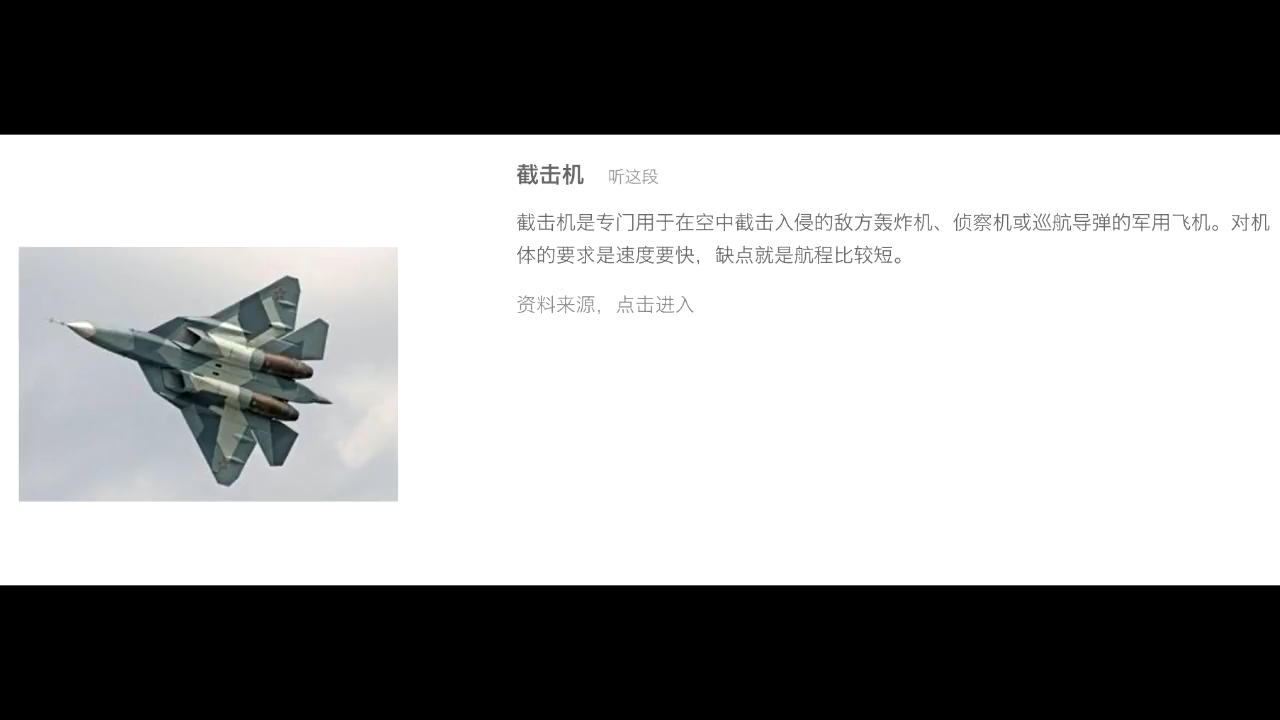 截击机 听这段
截击机是专门用于在空中截击入侵的敌方轰炸机、侦察机或巡航导弹的军用飞机。对机
体的要求是速度要快，缺点就是航程比较短。
资料来源，点击进入